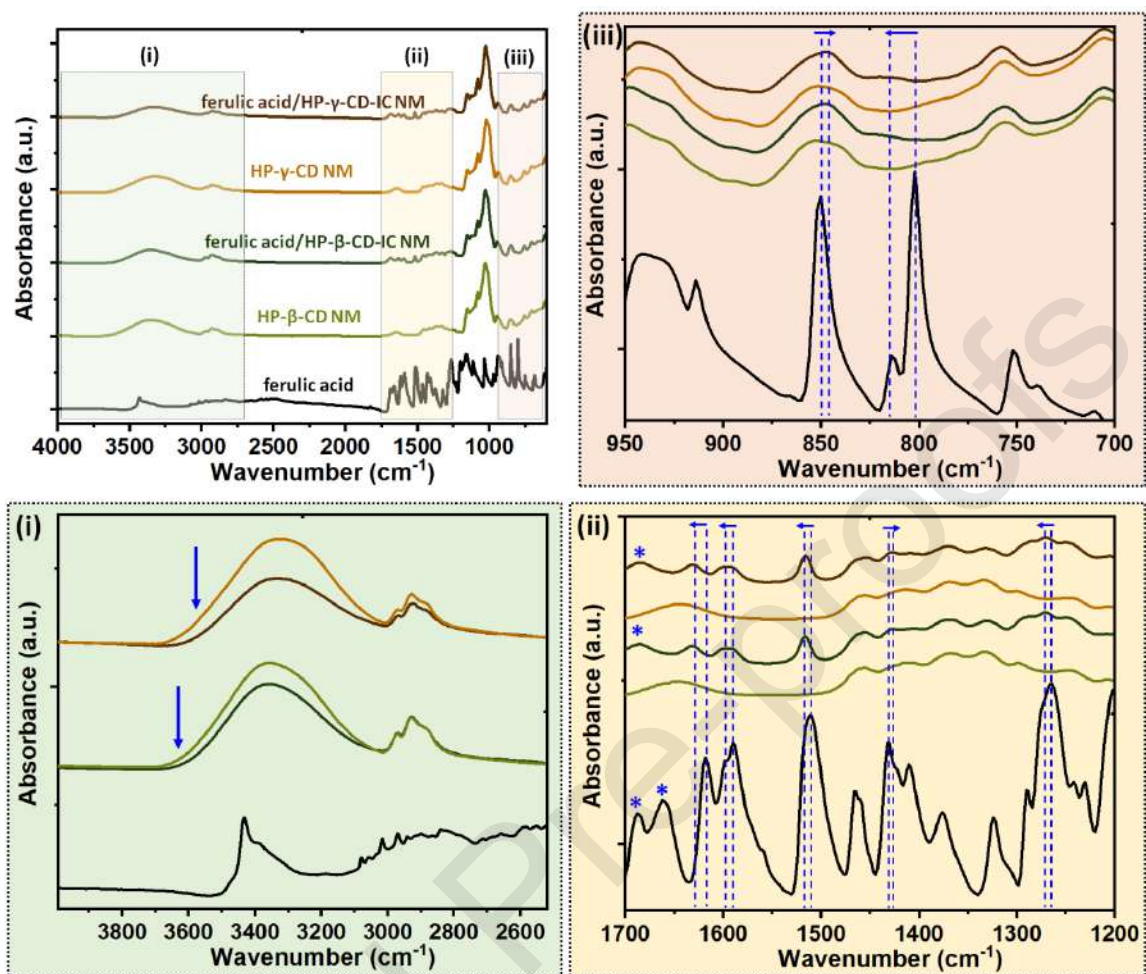 (i)
(ii)
(iii)
ferulic acid/HP-γ-CD-IC NM
HP-γ-CD NM
ferulic acid/HP-β-CD-IC NM
HP-β-CD NM
ferulic acid
Absorbance (a.u.)
4000 3500 3000 2500 2000 1500 1000
Wavenumber (cm⁻¹)
(iii)
Absorbance (a.u.)
950 900 850 800 750 700
Wavenumber (cm⁻¹)
(i)
Absorbance (a.u.)
3800 3600 3400 3200 3000 2800 2600
Wavenumber (cm⁻¹)
(ii)
*
*
* *
Absorbance (a.u.)
1700 1600 1500 1400 1300 1200
Wavenumber (cm⁻¹)
Pre-proofs